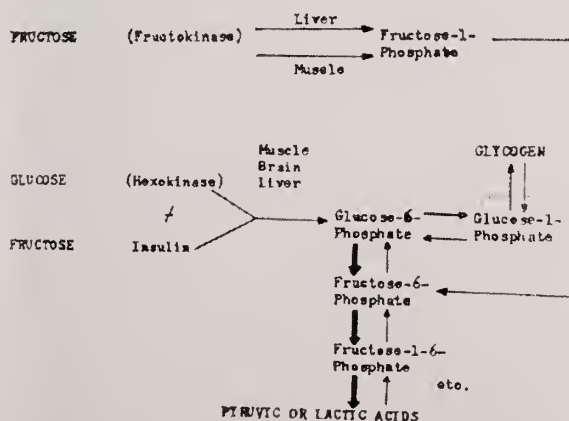 Liver
FRUCTOSE (Fructokinase) Fructose-1-
Phosphate
Muscle
Muscle
Brain
Liver
GLYCOGEN
GLUCOSE (Hexokinase)
Glucose-6-
Phosphate
Glucose-1-
Phosphate
FRUCTOSE Insulin
Fructose-6-
Phosphate
Fructose-1-6-
Phosphate
etc.
PYRUVIC OR LACTIC ACIDS